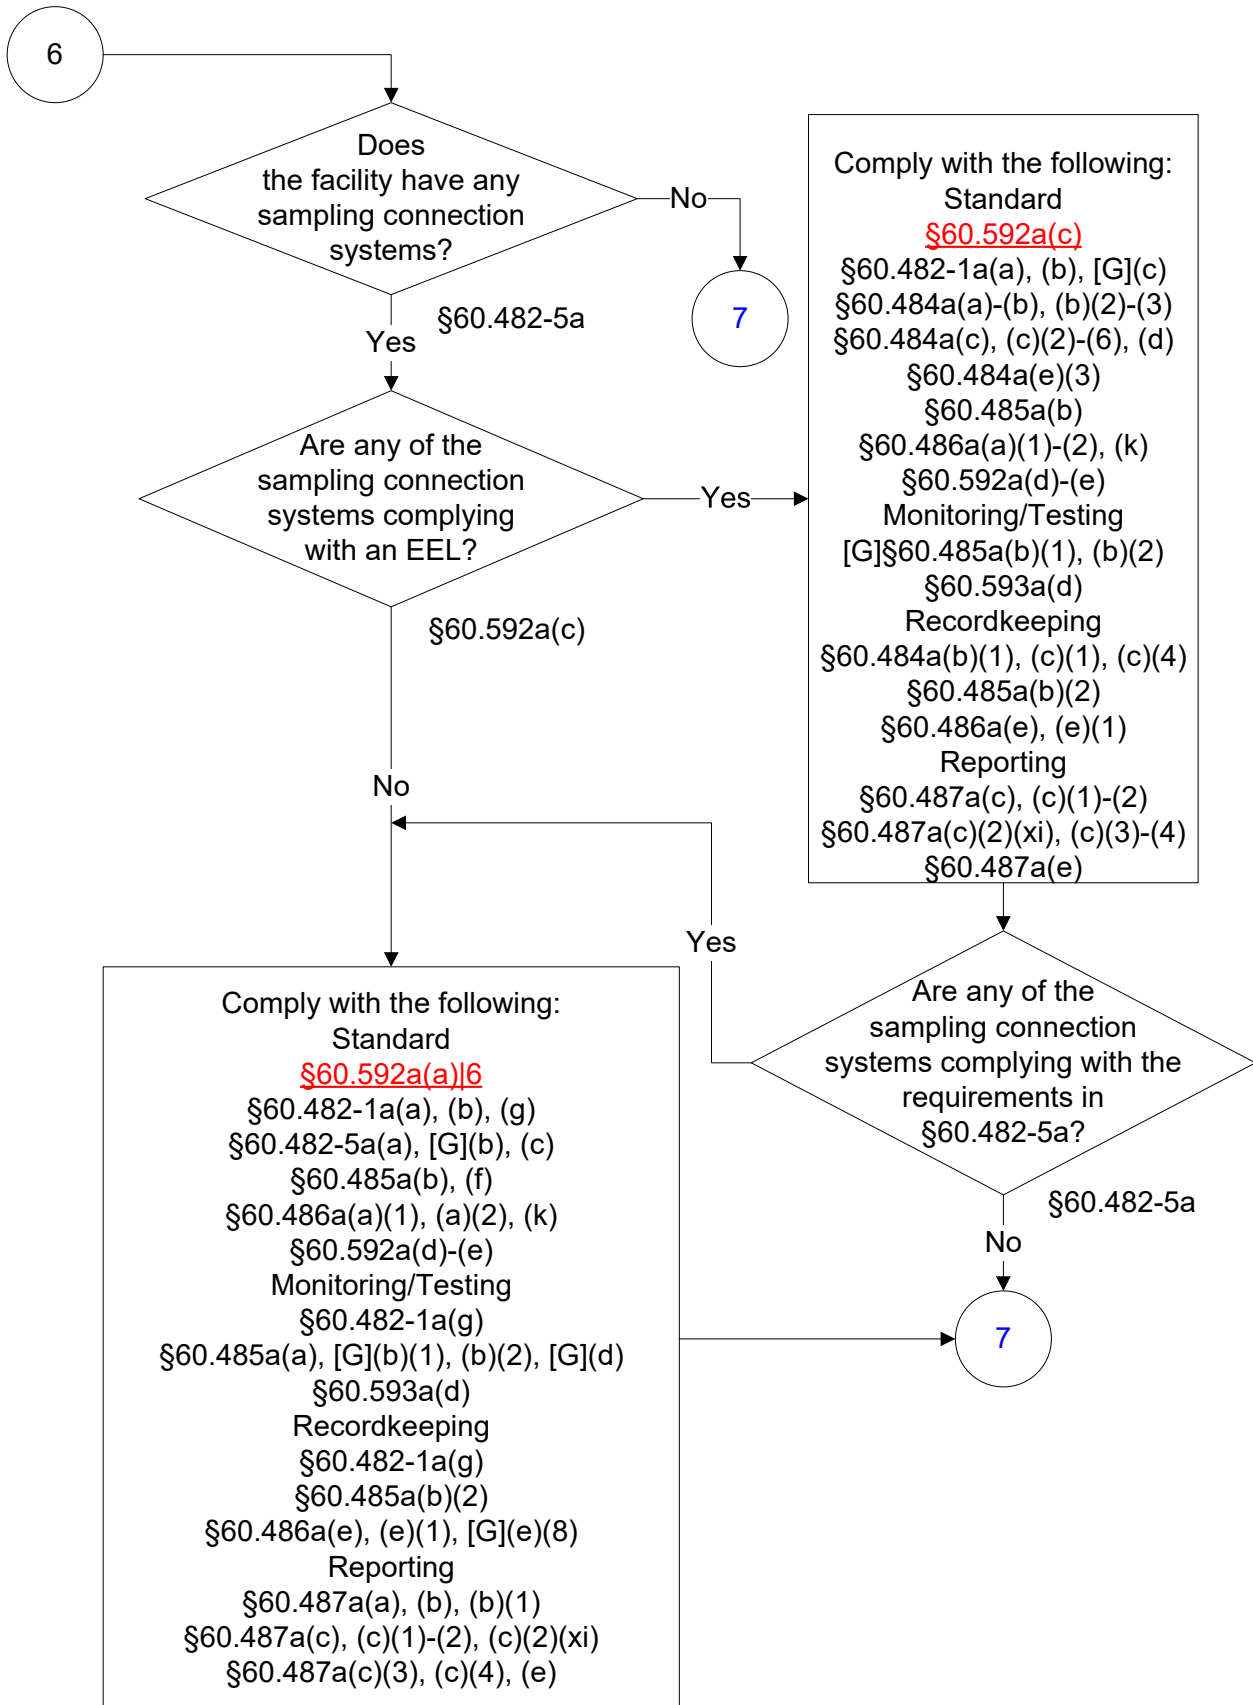 6
Does
the facility have any
sampling connection
systems?
No
7
§60.482-5a
Yes
Are any of the
sampling connection
systems complying
with an EEL?
Yes
§60.592a(c)
No
Comply with the following:
Standard
§60.592a(c)
§60.482-1a(a), (b), [G](c)
§60.484a(a)-(b), (b)(2)-(3)
§60.484a(c), (c)(2)-(6), (d)
§60.484a(e)(3)
§60.485a(b)
§60.486a(a)(1)-(2), (k)
§60.592a(d)-(e)
Monitoring/Testing
[G]§60.485a(b)(1), (b)(2)
§60.593a(d)
Recordkeeping
§60.484a(b)(1), (c)(1), (c)(4)
§60.485a(b)(2)
§60.486a(e), (e)(1)
Reporting
§60.487a(c), (c)(1)-(2)
§60.487a(c)(2)(xi), (c)(3)-(4)
§60.487a(e)
Yes
Are any of the
sampling connection
systems complying with the
requirements in
§60.482-5a?
§60.482-5a
No
7
Comply with the following:
Standard
§60.592a(a)|6
§60.482-1a(a), (b), (g)
§60.482-5a(a), [G](b), (c)
§60.485a(b), (f)
§60.486a(a)(1), (a)(2), (k)
§60.592a(d)-(e)
Monitoring/Testing
§60.482-1a(g)
§60.485a(a), [G](b)(1), (b)(2), [G](d)
§60.593a(d)
Recordkeeping
§60.482-1a(g)
§60.485a(b)(2)
§60.486a(e), (e)(1), [G](e)(8)
Reporting
§60.487a(a), (b), (b)(1)
§60.487a(c), (c)(1)-(2), (c)(2)(xi)
§60.487a(c)(3), (c)(4), (e)